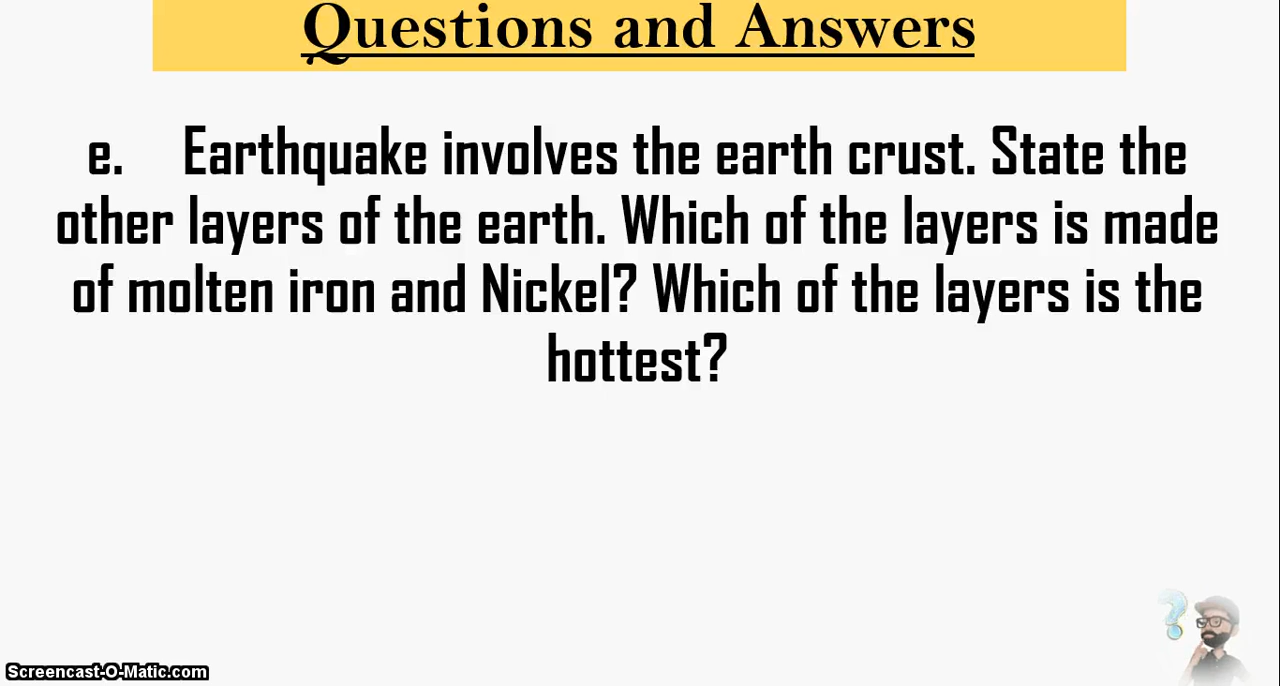 Questions and Answers
e. Earthquake involves the earth crust. State the
other layers of the earth. Which of the layers is made
of molten iron and Nickel? Which of the layers is the
hottest?
Screencast-O-Matic.com